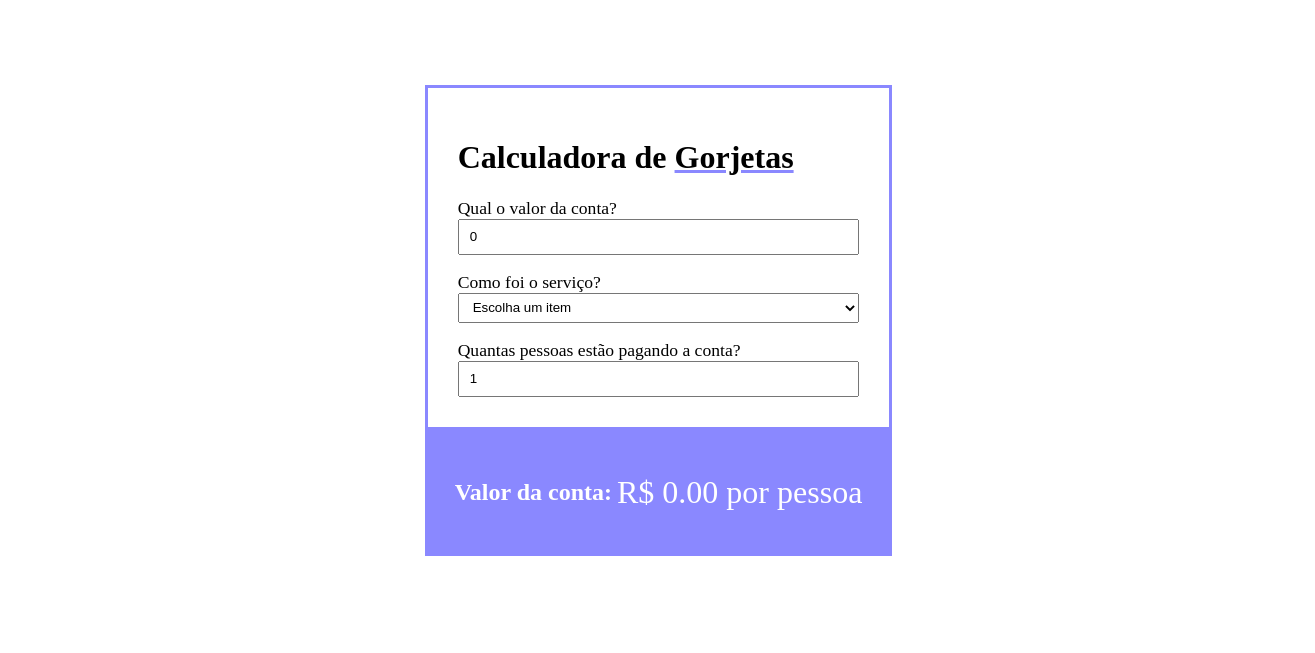 Calculadora de Gorjetas
Qual o valor da conta?
0
Como foi o serviço?
Escolha um item
Quantas pessoas estão pagando a conta?
1
Valor da conta: R$ 0.00 por pessoa